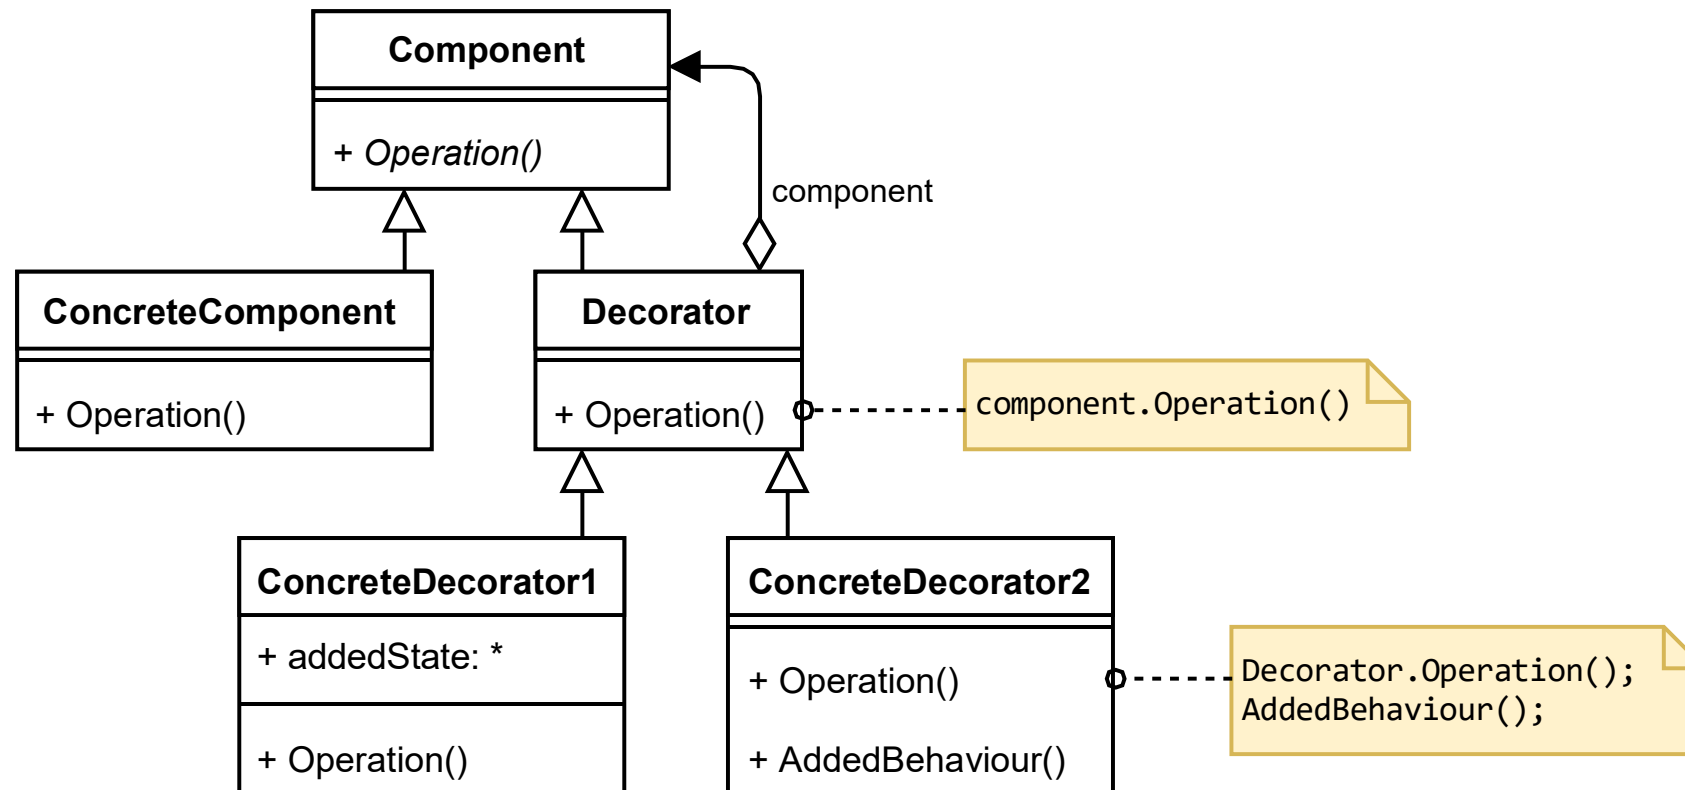 Component
+ Operation()
component
ConcreteComponent
+ Operation()
Decorator
+ Operation()
component.Operation()
ConcreteDecorator1
+ addedState: *
+ Operation()
ConcreteDecorator2
+ Operation()
+ AddedBehaviour()
Decorator.Operation();
AddedBehaviour();